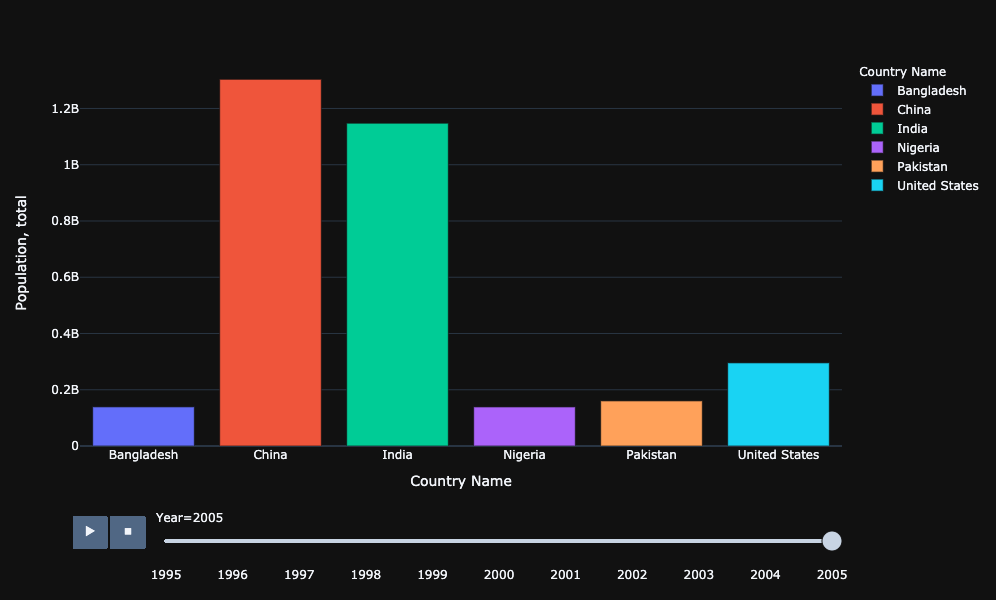 Country Name
Bangladesh
China
India
Nigeria
Pakistan
United States
Population, total
1.2B
1B
0.8B
0.6B
0.4B
0.2B
0
Bangladesh China India Nigeria Pakistan United States
Country Name
Year=2005
1995 1996 1997 1998 1999 2000 2001 2002 2003 2004 2005